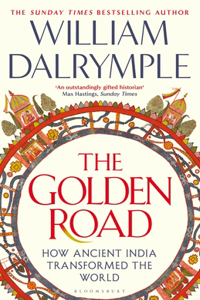 THE SUNDAY TIMES BESTSELLING AUTHOR
WILLIAM
DALRYMPLE
'An outstandingly gifted historian'
Max Hastings, Sunday Times
THE
GOLDEN
ROAD
HOW ANCIENT INDIA
TRANSFORMED THE
WORLD
BLOOMSBURY